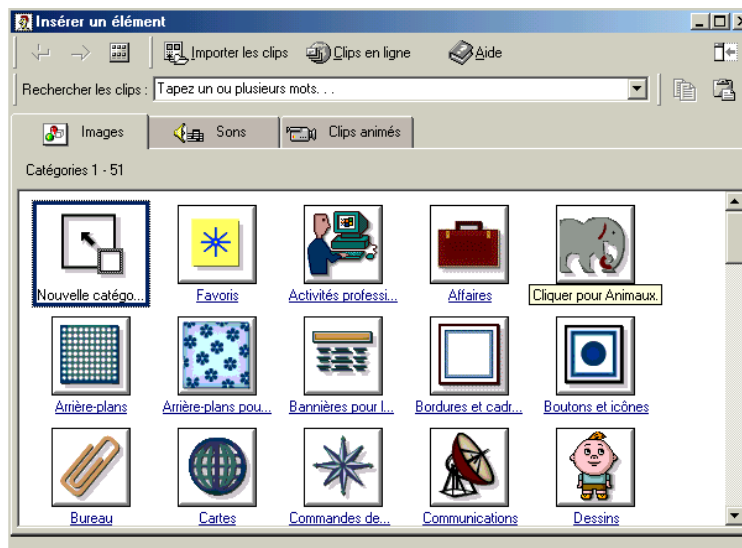 Insérer un élément
Importer les clips Clips en ligne Aide
Rechercher les clips : Tapez un ou plusieurs mots. . .
Images Sons Clips animés
Catégories 1 - 51
Nouvelle catégo... Favoris Activités professi... Affaires Cliquer pour Animaux.
Arrière-plans Arrière-plans pou... Bannières pour l... Bordures et cadr... Boutons et icônes
Bureau Cartes Commandes de... Communications Dessins